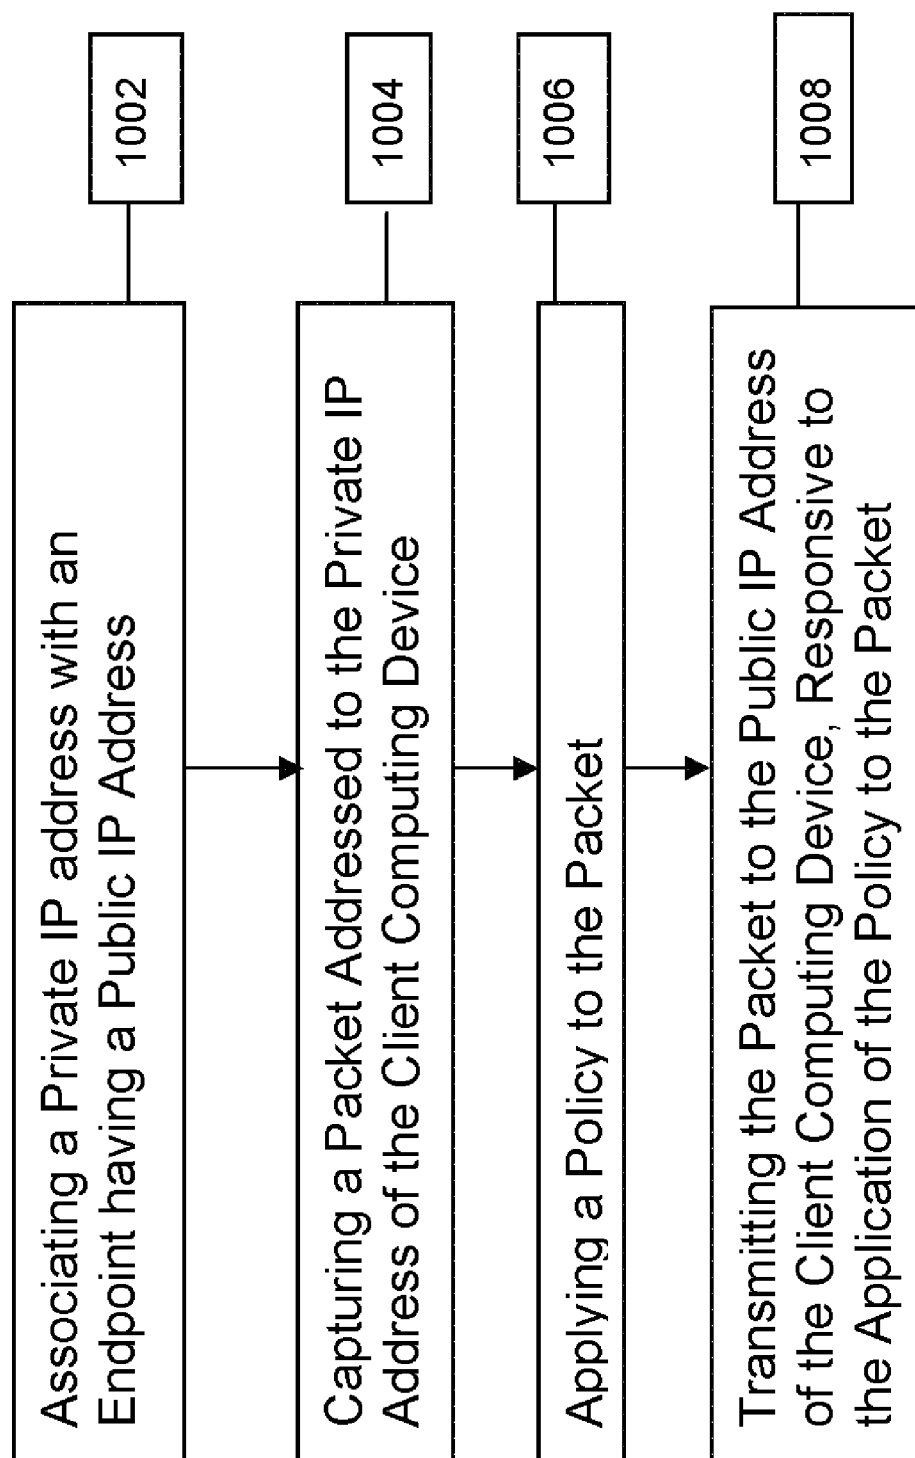 Associating a Private IP address with an
Endpoint having a Public IP Address
1002
Capturing a Packet Addressed to the Private IP
Address of the Client Computing Device
1004
Applying a Policy to the Packet
1006
Transmitting the Packet to the Public IP Address
of the Client Computing Device, Responsive to
the Application of the Policy to the Packet
1008